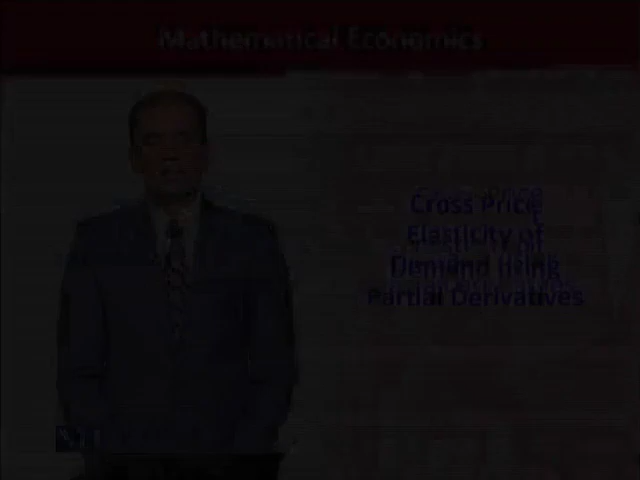 Mathematical Economics
Cross Price
Elasticity of
Demand using
Partial Derivatives